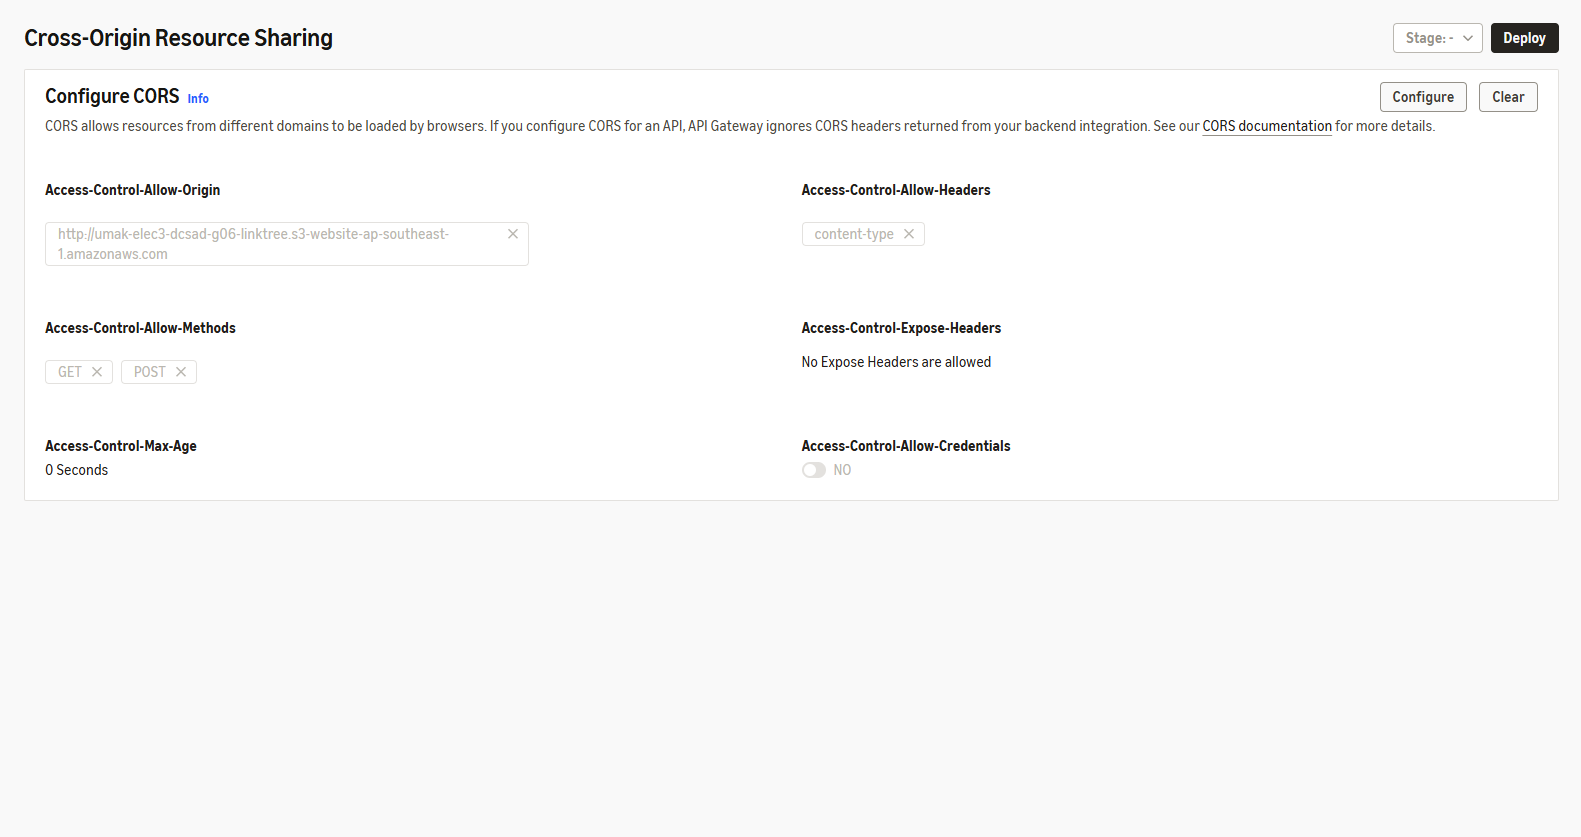 Cross-Origin Resource Sharing
Stage: -
Deploy
Configure CORS Info
Configure
Clear
CORS allows resources from different domains to be loaded by browsers. If you configure CORS for an API, API Gateway ignores CORS headers returned from your backend integration. See our CORS documentation for more details.
Access-Control-Allow-Origin
http://umak-elec3-dcsad-g06-linktree.s3-website-ap-southeast-
1.amazonaws.com
Access-Control-Allow-Headers
content-type
Access-Control-Allow-Methods
GET
POST
Access-Control-Expose-Headers
No Expose Headers are allowed
Access-Control-Max-Age
0 Seconds
Access-Control-Allow-Credentials
NO